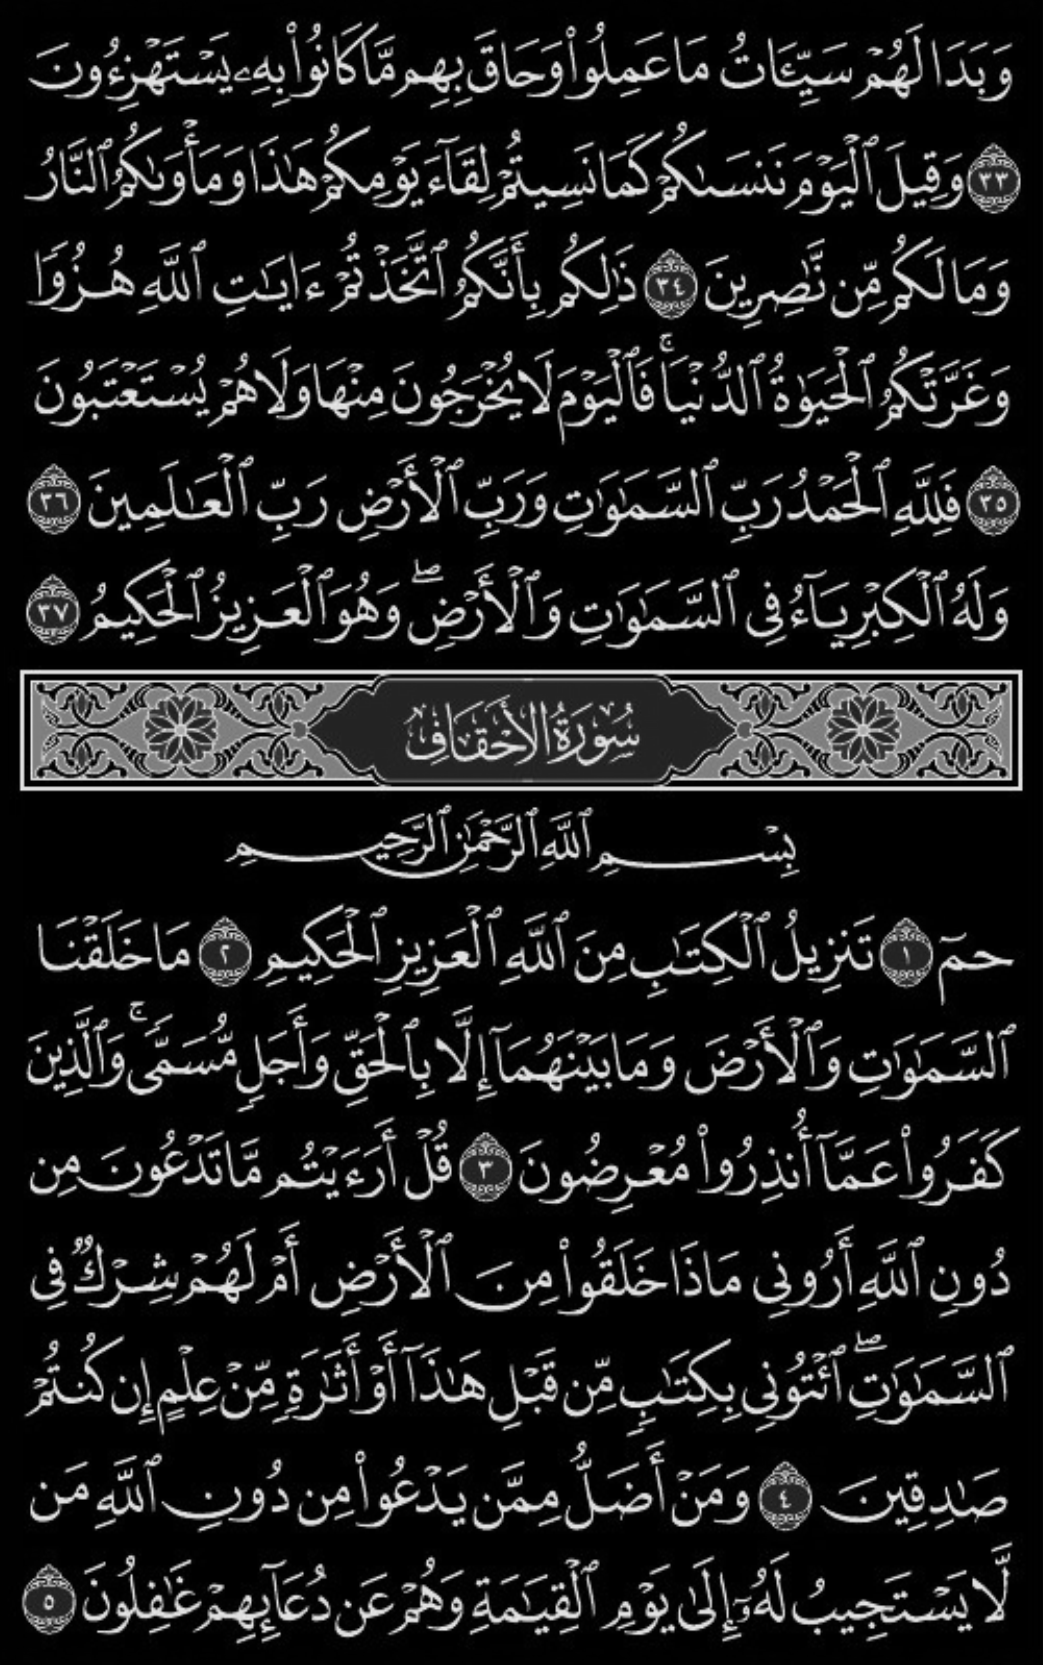 وَبَدَا لَهُمْ سَيِّـَٔاتُ مَا عَمِلُوا۟ وَحَاقَ بِهِم مَّا كَانُوا۟ بِهِۦ يَسْتَهْزِءُونَ
٣٣ وَقِيلَ ٱلْيَوْمَ نَنسَىٰكُمْ كَمَا نَسِيتُمْ لِقَآءَ يَوْمِكُمْ هَـٰذَا وَمَأْوَىٰكُمُ ٱلنَّارُ
وَمَا لَكُم مِّن نَّـٰصِرِينَ ٣٤ ذَٰلِكُم بِأَنَّكُمُ ٱتَّخَذْتُمْ ءَايَـٰتِ ٱللَّهِ هُزُوًا
وَغَرَّتْكُمُ ٱلْحَيَوٰةُ ٱلدُّنْيَا ۚ فَٱلْيَوْمَ لَا يُخْرَجُونَ مِنْهَا وَلَا هُمْ يُسْتَعْتَبُونَ
٣٥ فَلِلَّهِ ٱلْحَمْدُ رَبِّ ٱلسَّمَـٰوَٰتِ وَرَبِّ ٱلْأَرْضِ رَبِّ ٱلْعَـٰلَمِينَ ٣٦
وَلَهُ ٱلْكِبْرِيَآءُ فِى ٱلسَّمَـٰوَٰتِ وَٱلْأَرْضِ ۖ وَهُوَ ٱلْعَزِيزُ ٱلْحَكِيمُ ٣٧
سُورَةُ الأَحْقَافِ
بِسْمِ ٱللَّهِ ٱلرَّحْمَـٰنِ ٱلرَّحِيمِ
حمٓ ١ تَنزِيلُ ٱلْكِتَـٰبِ مِنَ ٱللَّهِ ٱلْعَزِيزِ ٱلْحَكِيمِ ٢ مَا خَلَقْنَا
ٱلسَّمَـٰوَٰتِ وَٱلْأَرْضَ وَمَا بَيْنَهُمَآ إِلَّا بِٱلْحَقِّ وَأَجَلٍ مُّسَمًّى ۚ وَٱلَّذِينَ
كَفَرُوا۟ عَمَّآ أُنذِرُوا۟ مُعْرِضُونَ ٣ قُلْ أَرَءَيْتُم مَّا تَدْعُونَ مِن
دُونِ ٱللَّهِ أَرُونِى مَاذَا خَلَقُوا۟ مِنَ ٱلْأَرْضِ أَمْ لَهُمْ شِرْكٌ فِى
ٱلسَّمَـٰوَٰتِ ۖ ٱئْتُونِى بِكِتَـٰبٍ مِّن قَبْلِ هَـٰذَآ أَوْ أَثَـٰرَةٍ مِّنْ عِلْمٍ إِن كُنتُمْ
صَـٰدِقِينَ ٤ وَمَنْ أَضَلُّ مِمَّن يَدْعُوا۟ مِن دُونِ ٱللَّهِ مَن
لَّا يَسْتَجِيبُ لَهُۥٓ إِلَىٰ يَوْمِ ٱلْقِيَـٰمَةِ وَهُمْ عَن دُعَآئِهِمْ غَـٰفِلُونَ ٥